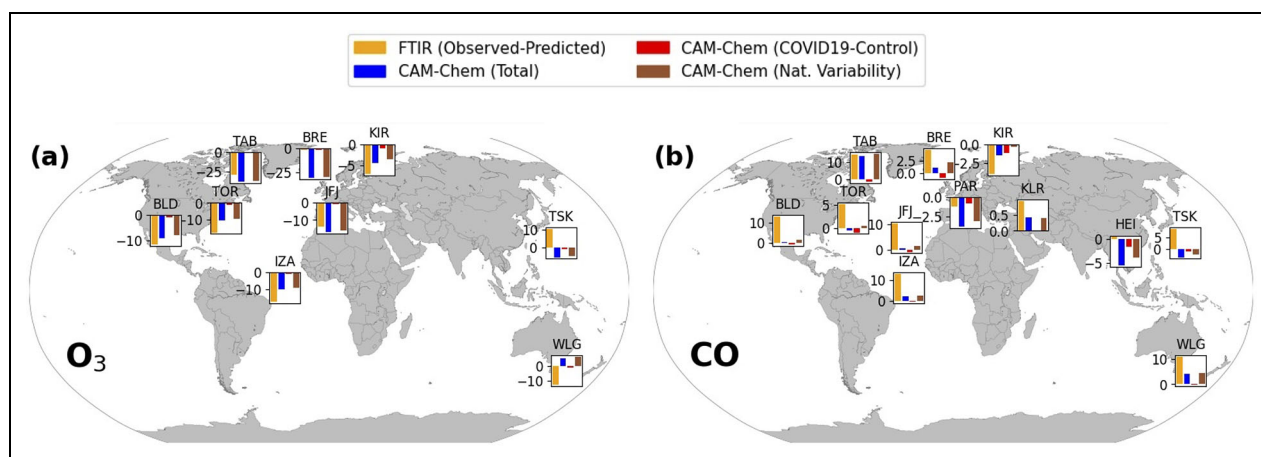 FTIR (Observed-Predicted)
CAM-Chem (Total)
CAM-Chem (COVID19-Control)
CAM-Chem (Nat. Variability)
(a)
TAB
0
−25
BRE
0
−25
KIR
0
−5
BLD
0
−10
TOR
0
−10
JFJ
0
−10
TSK
10
0
IZA
0
−10
WLG
0
−10
O₃
(b)
TAB
10
0
BRE
2.5
0.0
KIR
0.0
−2.5
BLD
10
0
TOR
5
0
JFJ
10
0
PAR
0.0
−2.5
KLR
0.5
0.0
HEI
0
−5
TSK
5
0
IZA
10
0
WLG
10
0
CO